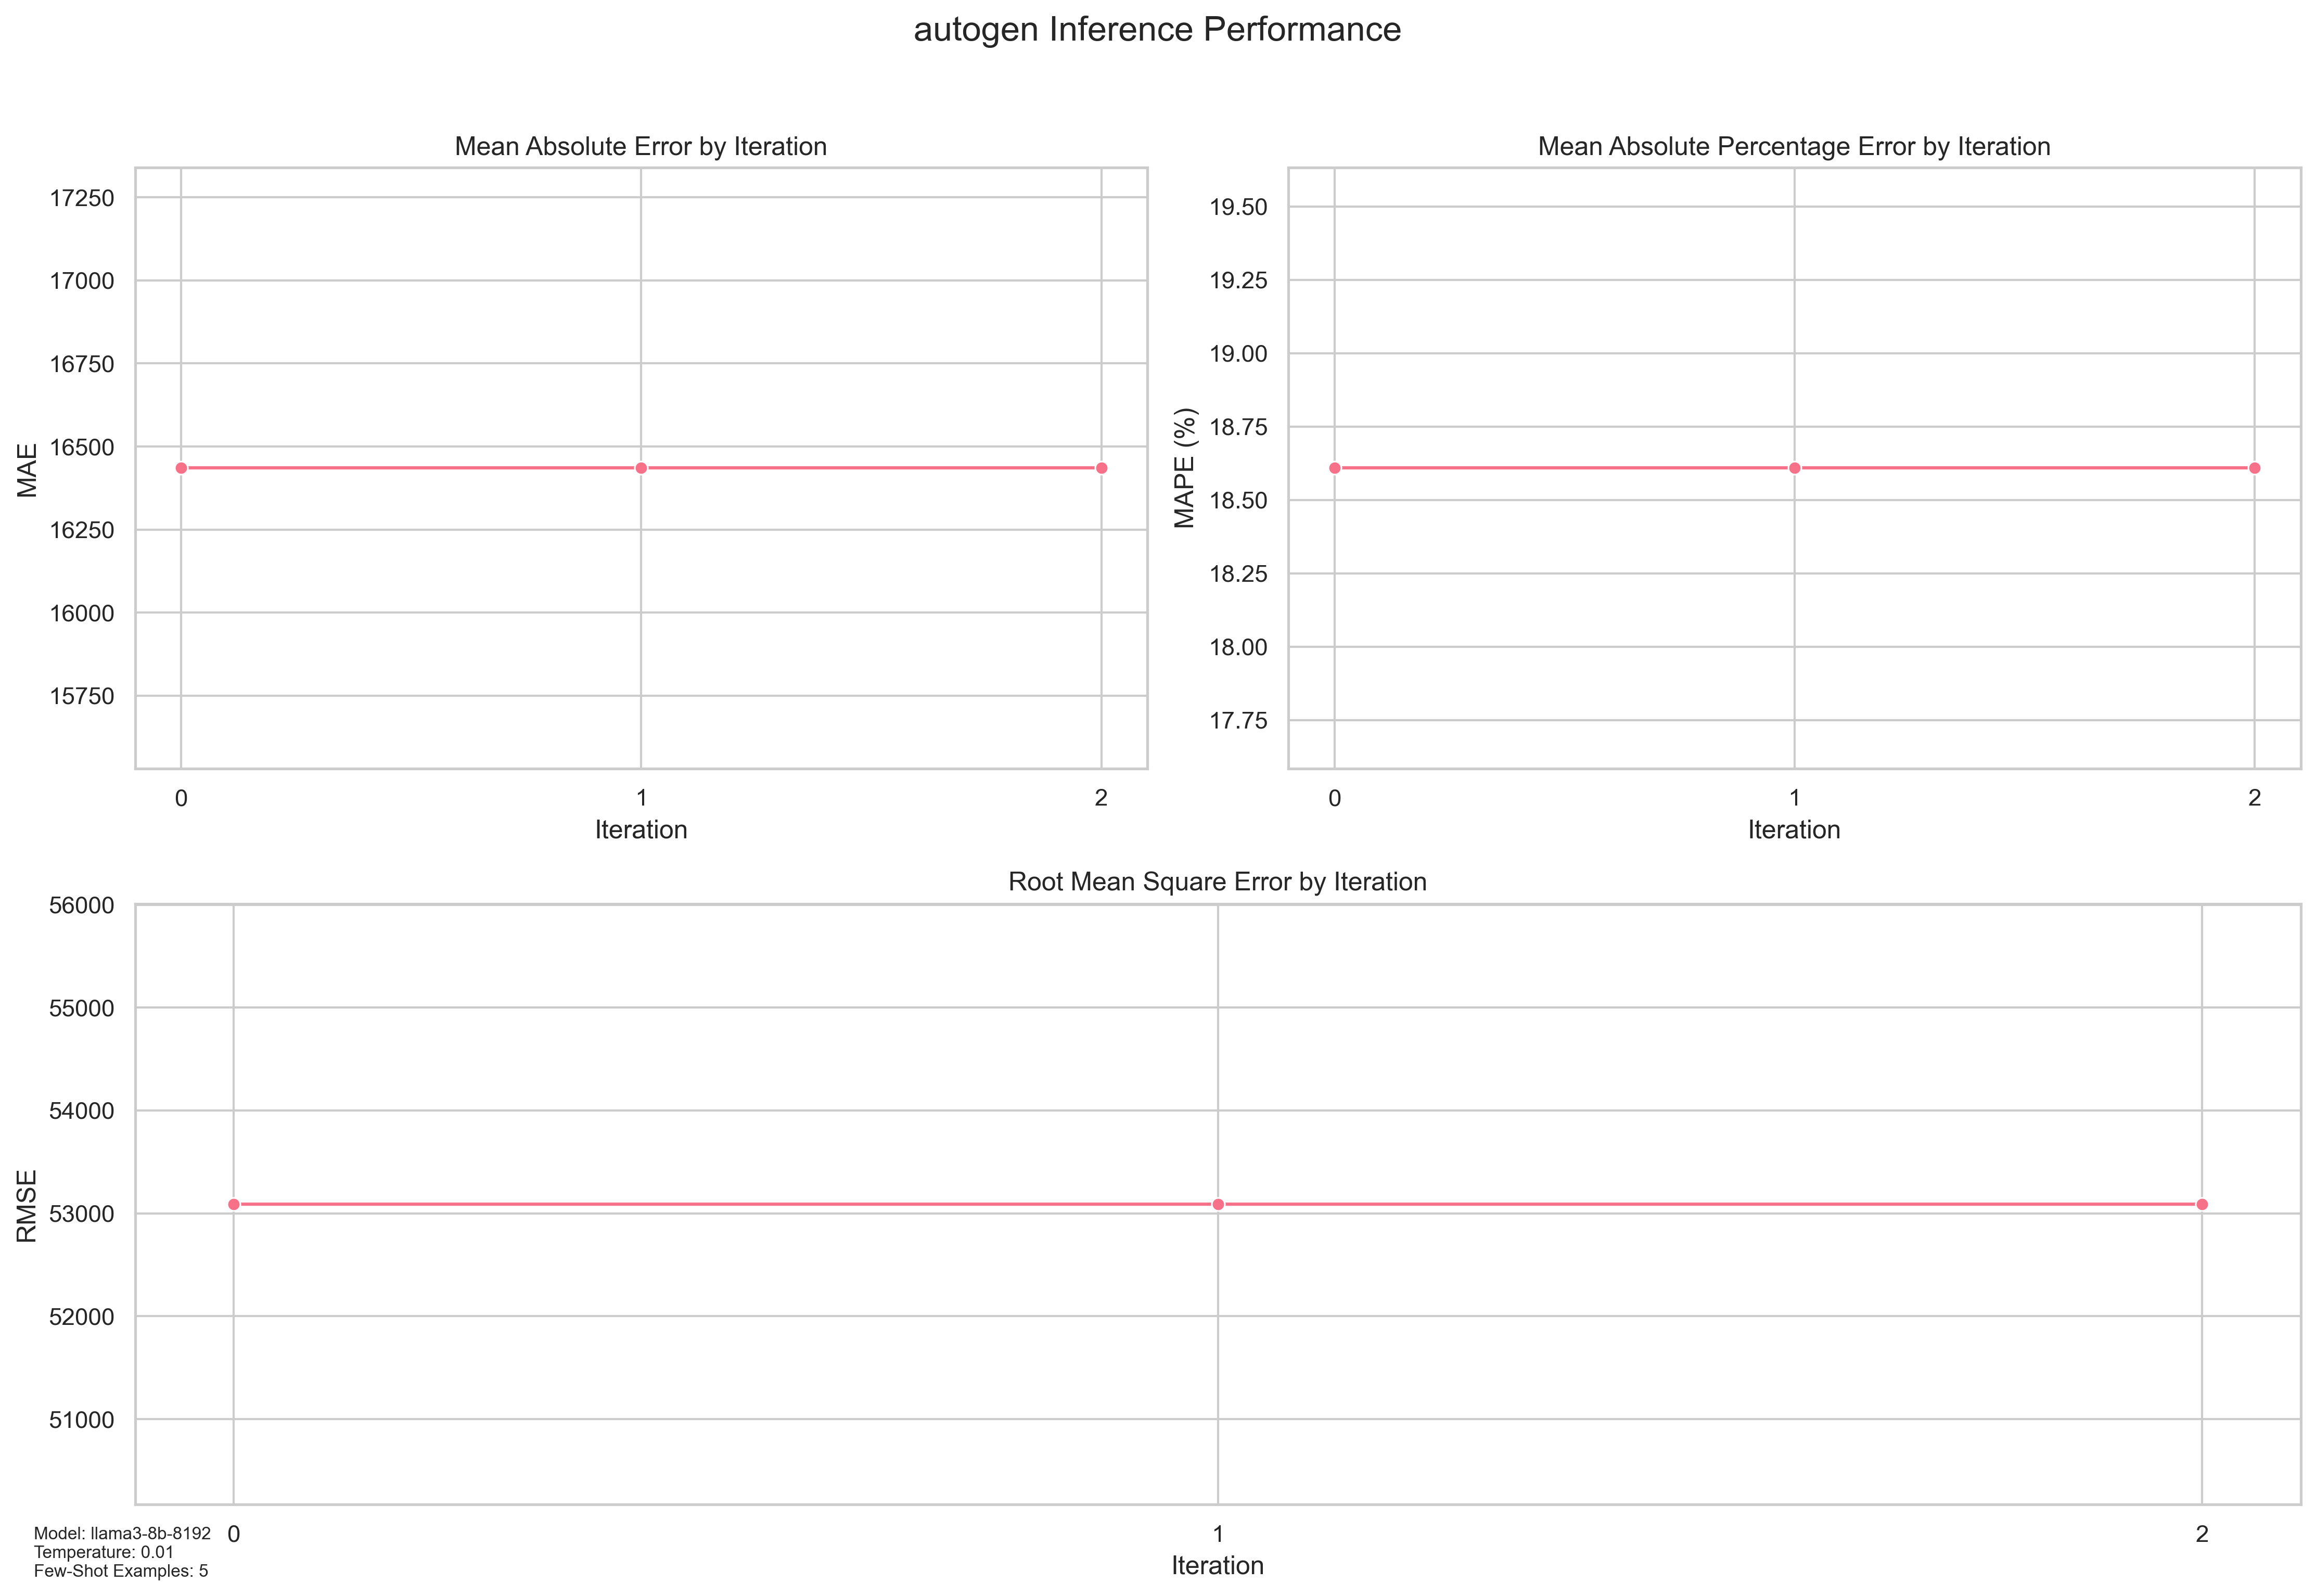 autogen Inference Performance
Mean Absolute Error by Iteration
MAE
17250
17000
16750
16500
16250
16000
15750
0 1 2
Iteration
Mean Absolute Percentage Error by Iteration
MAPE (%)
19.50
19.25
19.00
18.75
18.50
18.25
18.00
17.75
0 1 2
Iteration
Root Mean Square Error by Iteration
RMSE
56000
55000
54000
53000
52000
51000
0 1 2
Iteration
Model: llama3-8b-8192
Temperature: 0.01
Few-Shot Examples: 5